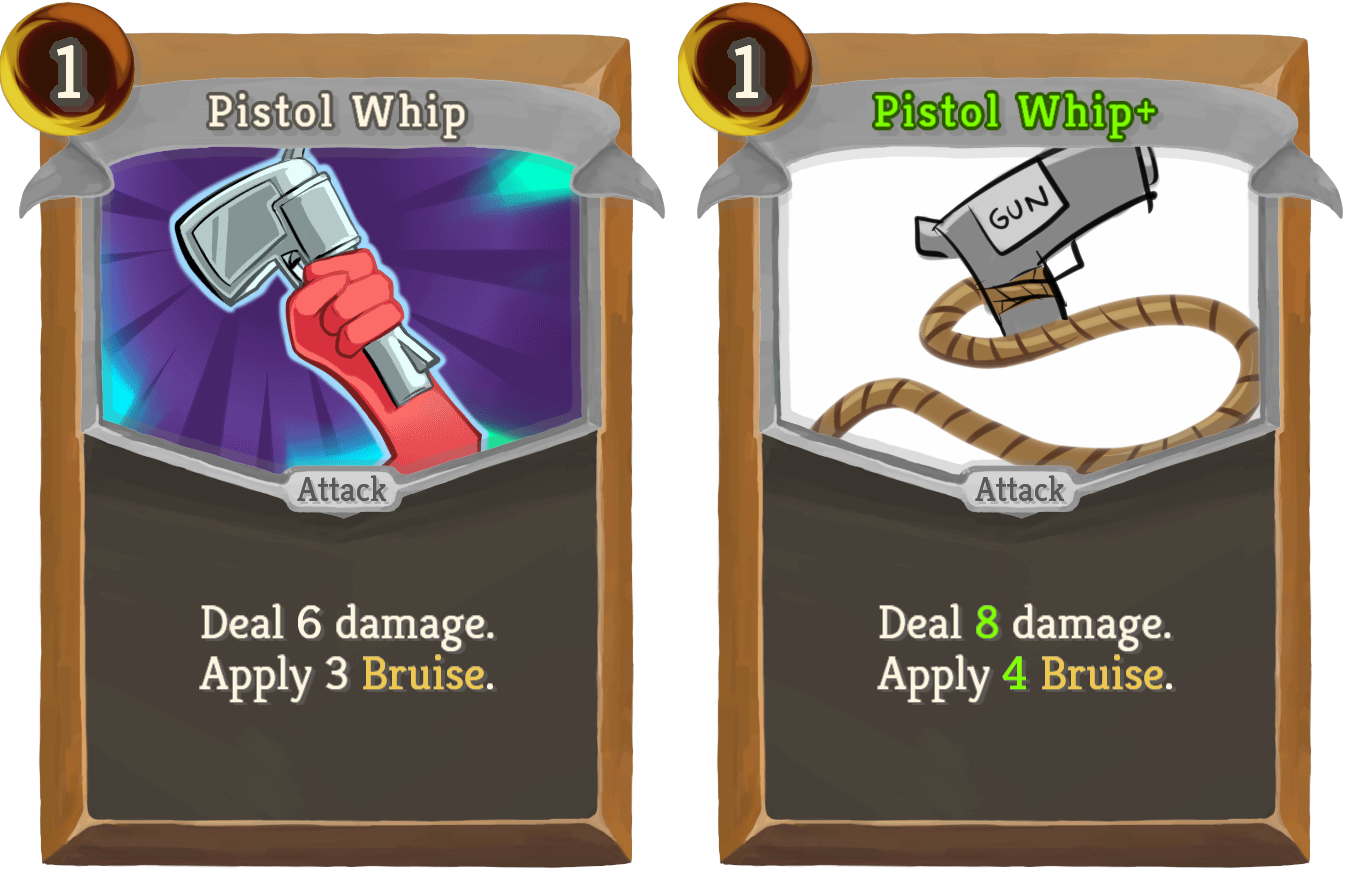 1
Pistol Whip
Attack
Deal 6 damage.
Apply 3 Bruise.
1
Pistol Whip+
GUN
Attack
Deal 8 damage.
Apply 4 Bruise.